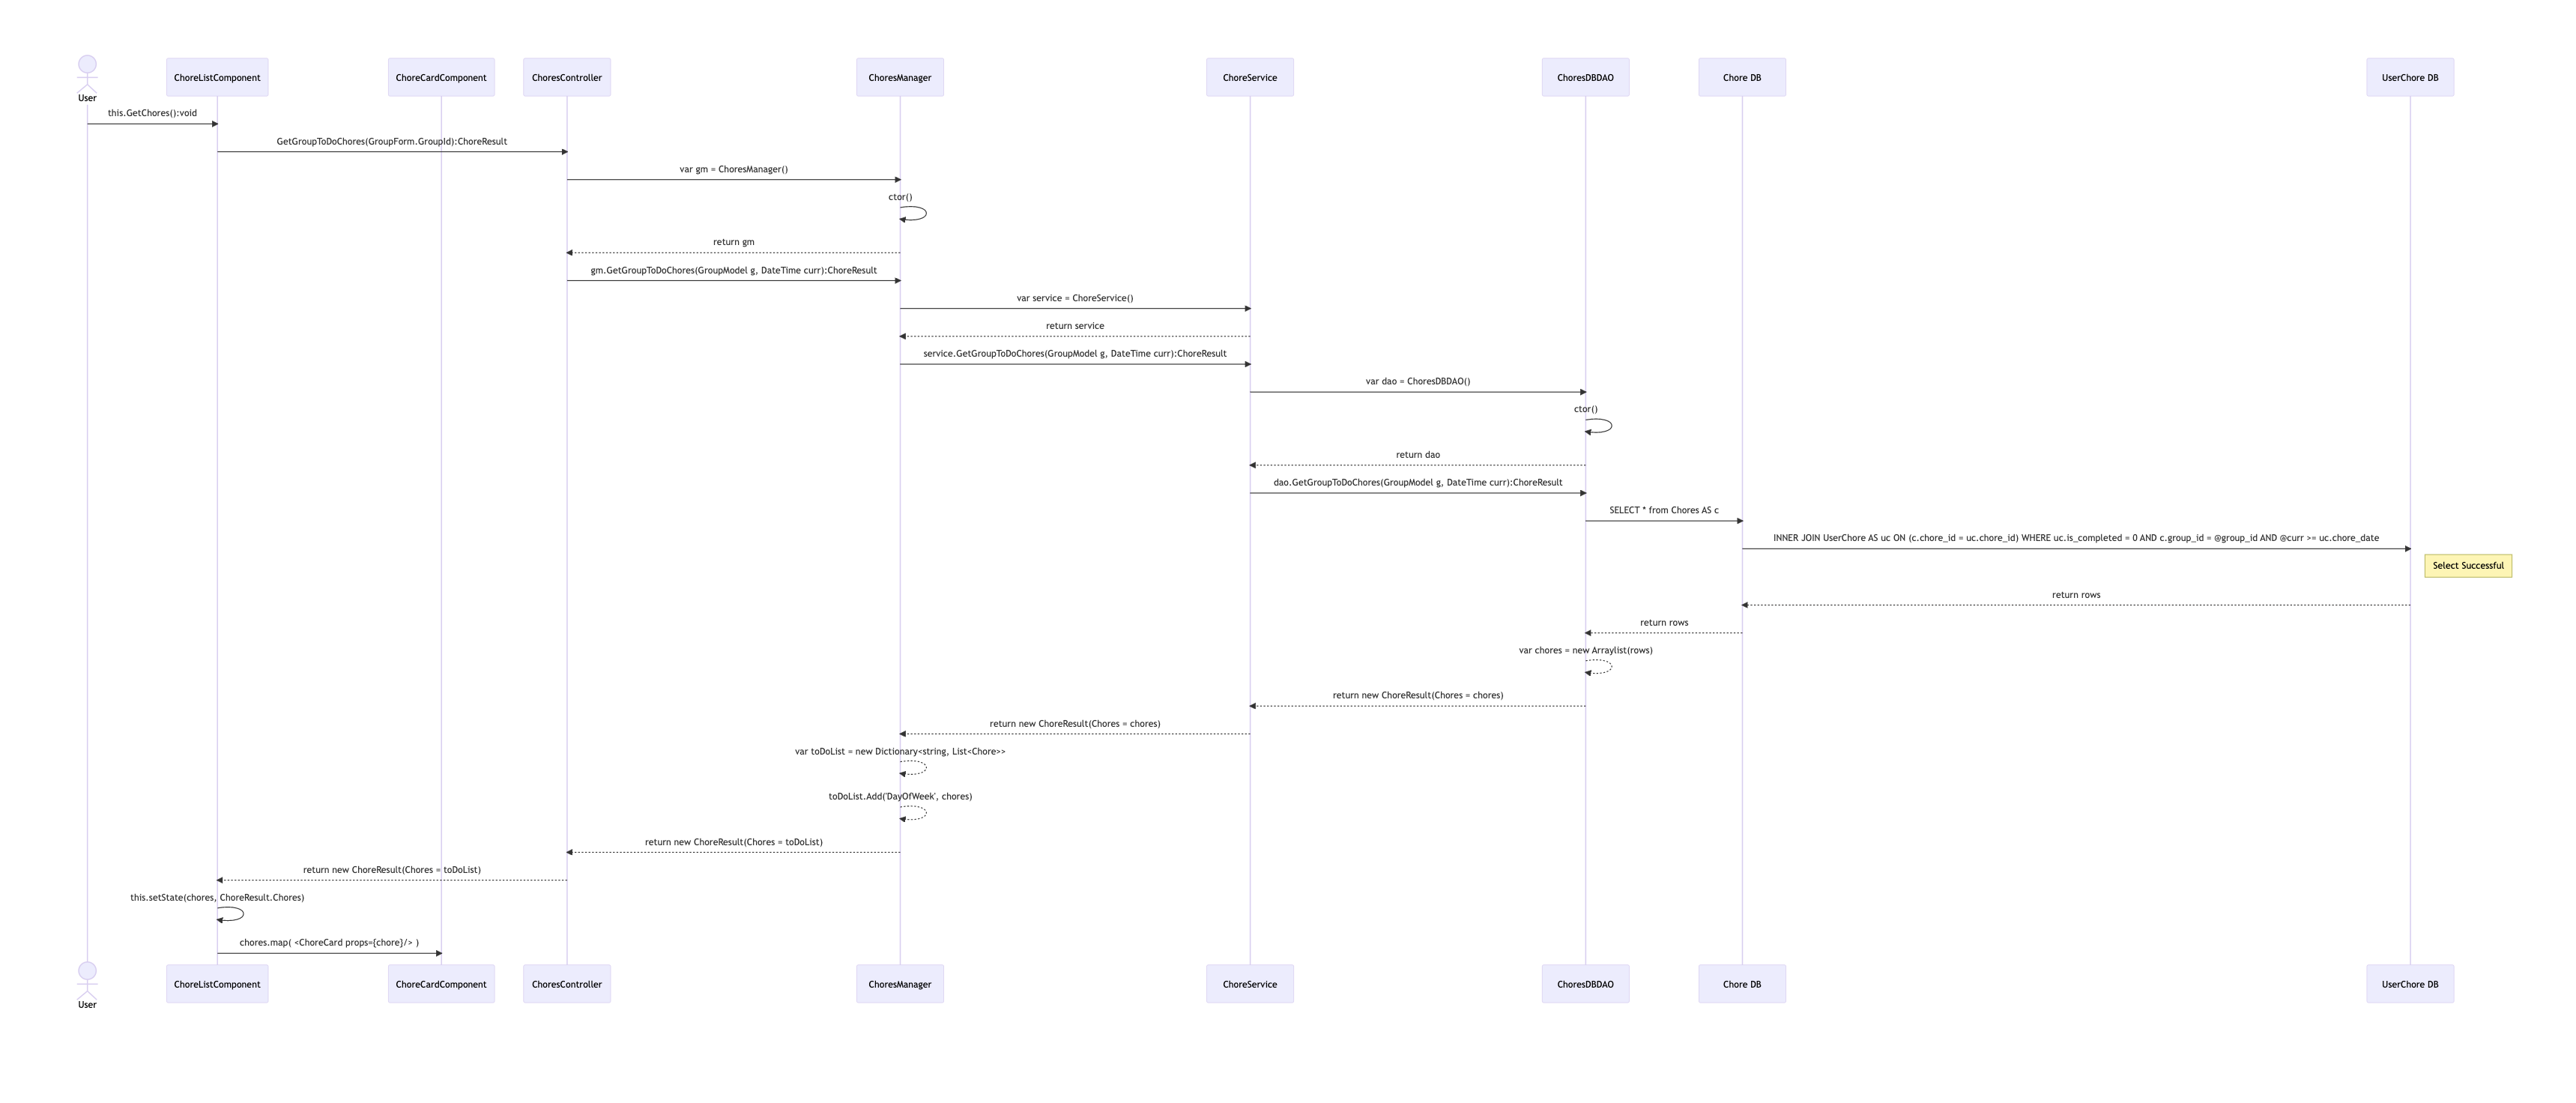 ChoreListComponent
ChoreCardComponent
ChoresController
ChoresManager
ChoreService
ChoresDBDAO
Chore DB
UserChore DB
User
this.GetChores():void
GetGroupToDoChores(GroupForm.GroupId):ChoreResult
var gm = ChoresManager()
ctor()
return gm
gm.GetGroupToDoChores(GroupModel g, DateTime curr):ChoreResult
var service = ChoreService()
return service
service.GetGroupToDoChores(GroupModel g, DateTime curr):ChoreResult
var dao = ChoresDBDAO()
ctor()
return dao
dao.GetGroupToDoChores(GroupModel g, DateTime curr):ChoreResult
SELECT * from Chores AS c
INNER JOIN UserChore AS uc ON (c.chore_id = uc.chore_id) WHERE uc.is_completed = 0 AND c.group_id = @group_id AND @curr >= uc.chore_date
Select Successful
return rows
return rows
var chores = new Arraylist(rows)
return new ChoreResult(Chores = chores)
return new ChoreResult(Chores = chores)
var toDoList = new Dictionary<string, List<Chore>>
toDoList.Add('DayOfWeek', chores)
return new ChoreResult(Chores = toDoList)
return new ChoreResult(Chores = toDoList)
this.setState(chores, ChoreResult.Chores)
chores.map( <ChoreCard props={chore}/> )
ChoreListComponent
ChoreCardComponent
ChoresController
ChoresManager
ChoreService
ChoresDBDAO
Chore DB
UserChore DB
User